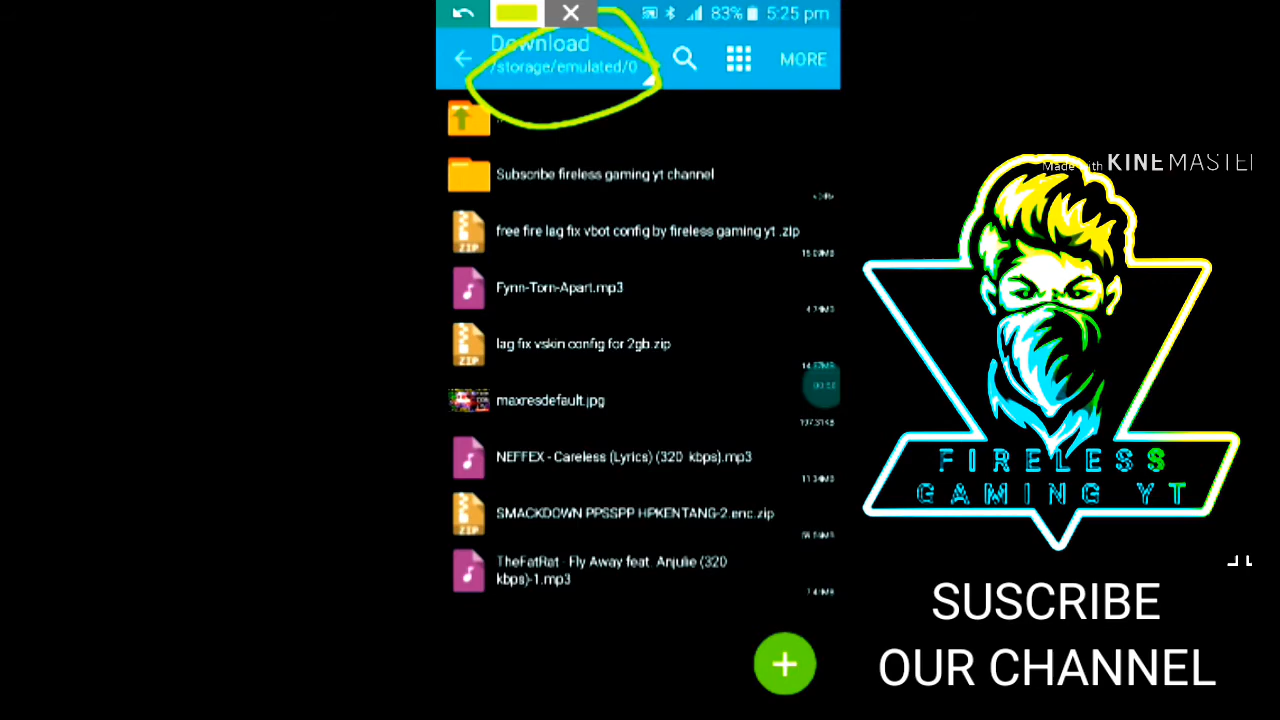 83% 5:25 pm
Download
/storage/emulated/0
MORE
Subscribe fireless gaming yt channel
free fire lag fix vbot config by fireless gaming yt .zip
Fynn-Torn-Apart.mp3
lag fix vskin config for 2gb.zip
maxresdefault.jpg
NEFFEX - Careless (Lyrics) (320 kbps).mp3
SMACKDOWN PPSSPP HPKENTANG-2.enc.zip
TheFatRat - Fly Away feat. Anjulie (320
kbps)-1.mp3
ZIP
ZIP
ZIP
Made with KINEMASTER
FIRELESS
GAMING YT
SUSCRIBE
OUR CHANNEL